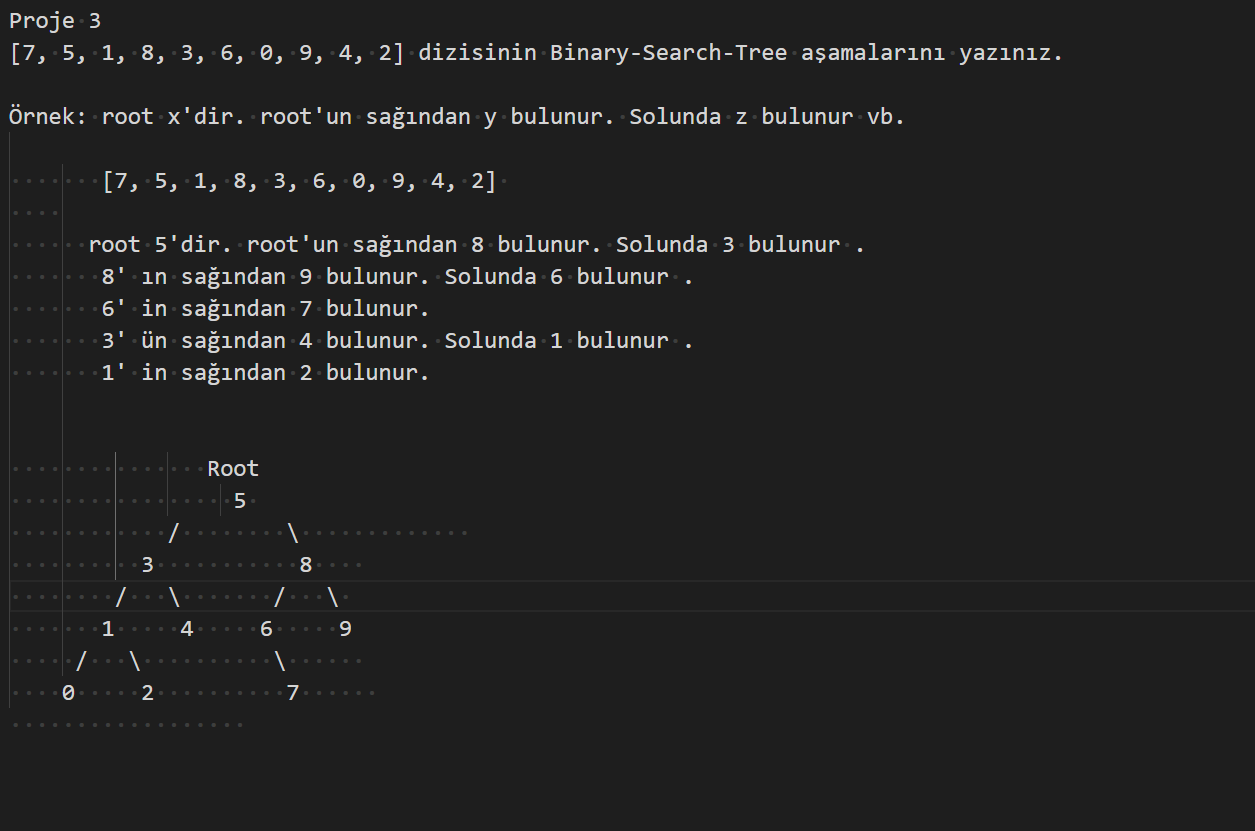 Proje 3
[7, 5, 1, 8, 3, 6, 0, 9, 4, 2] dizisinin Binary-Search-Tree aşamalarını yazınız.
Örnek: root x'dir. root'un sağından y bulunur. Solunda z bulunur vb.
[7, 5, 1, 8, 3, 6, 0, 9, 4, 2]
root 5'dir. root'un sağından 8 bulunur. Solunda 3 bulunur .
8' ın sağından 9 bulunur. Solunda 6 bulunur .
6' in sağından 7 bulunur.
3' ün sağından 4 bulunur. Solunda 1 bulunur .
1' in sağından 2 bulunur.
Root
5
/ \
3 8
/ \ / \
1 4 6 9
/ \ \
0 2 7